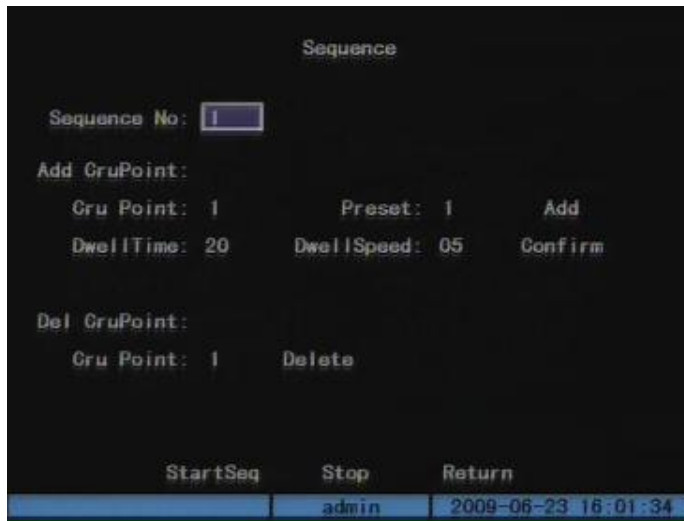 Sequence
Sequence No: 1
Add CruPoint:
Cru Point: 1 Preset: 1 Add
DwellTime: 20 DwellSpeed: 05 Confirm
Del CruPoint:
Cru Point: 1 Delete
StartSeq Stop Return
admin 2009-06-23 16:01:34